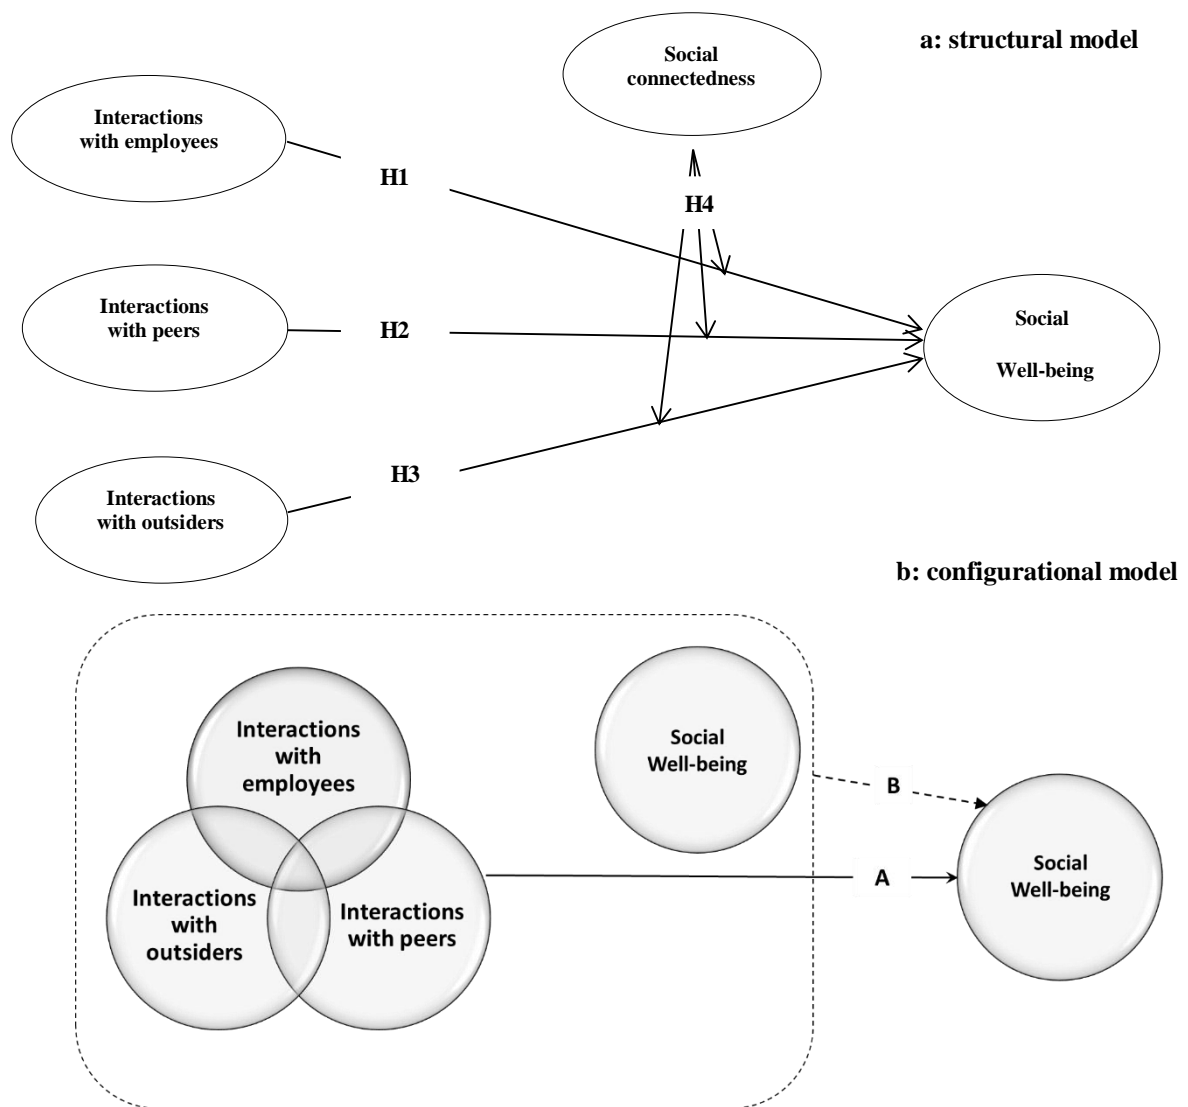 a: structural model
Social
connectedness
Interactions
with employees
H1
H4
Interactions
with peers
H2
Social
Well-being
H3
Interactions
with outsiders
b: configurational model
Interactions
with
employees
Social
Well-being
B
Interactions
with
outsiders
Interactions
with peers
A
Social
Well-being